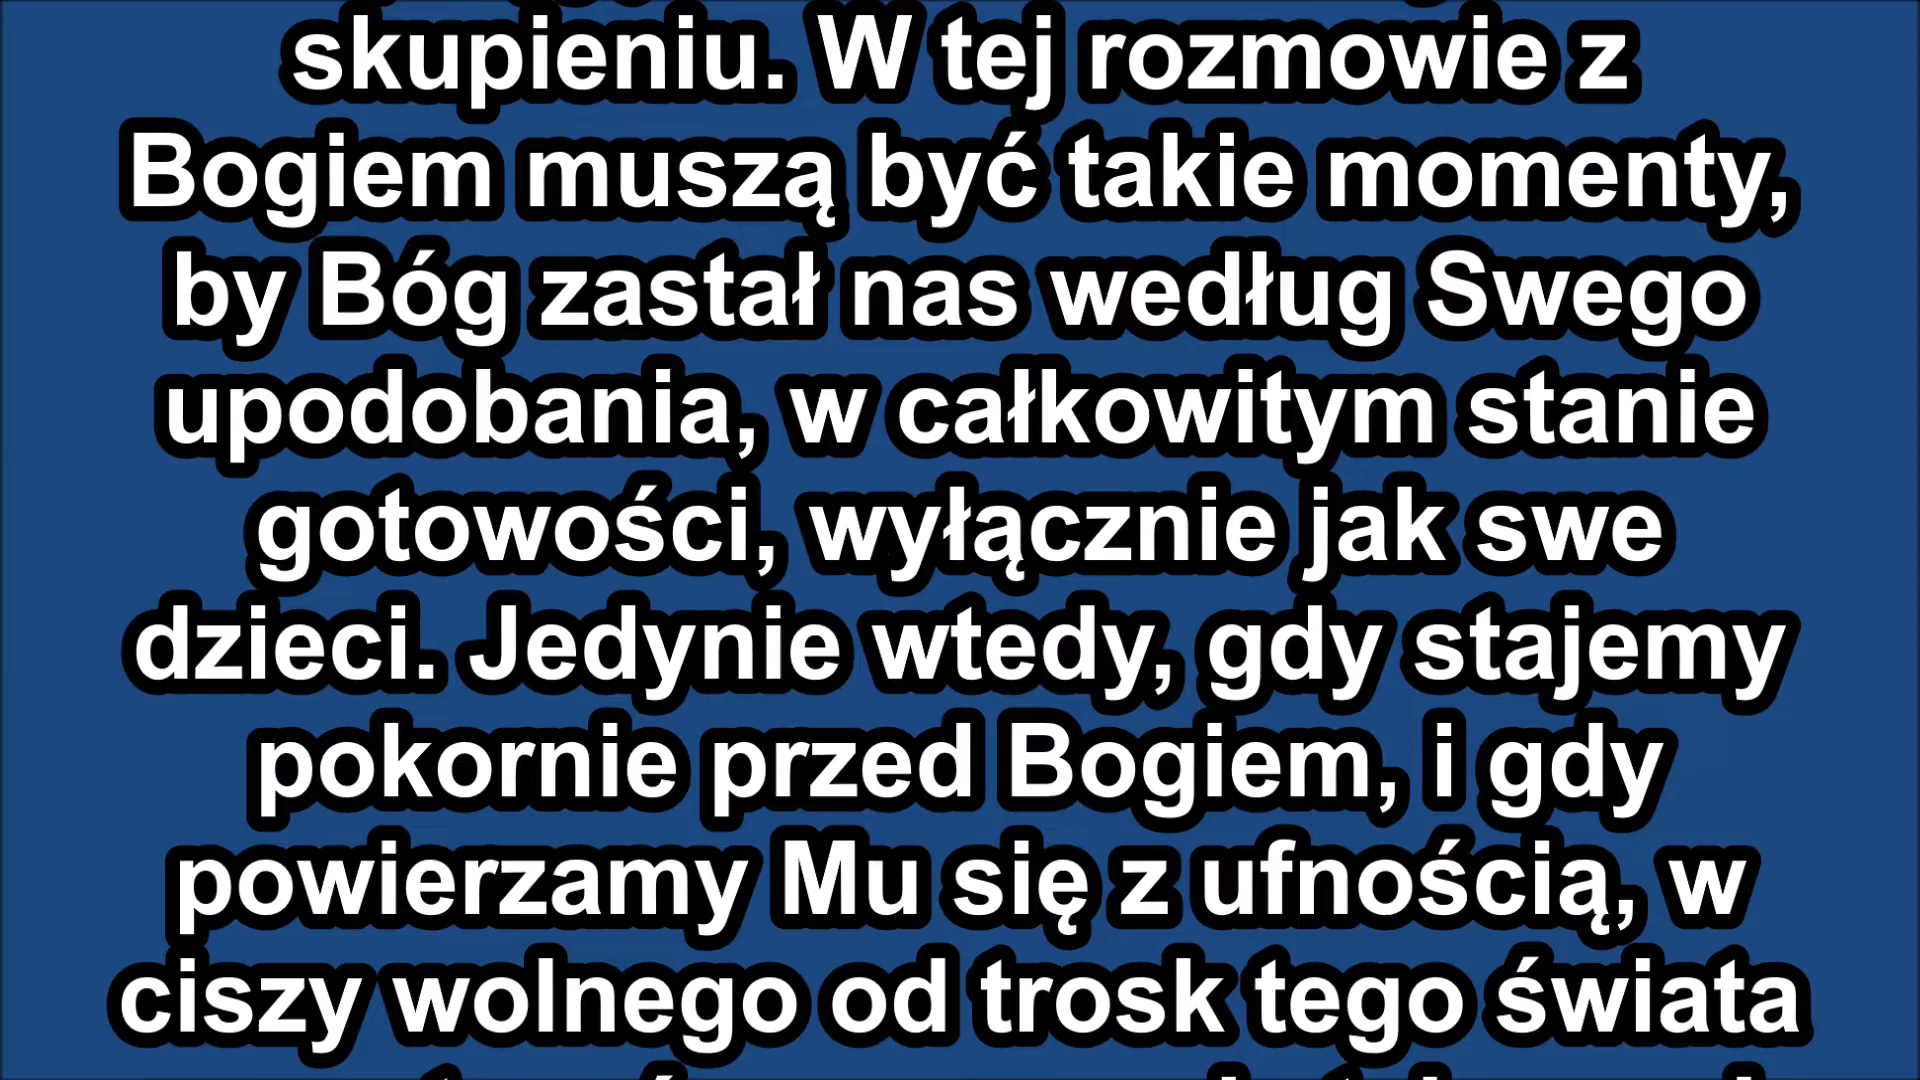 skupieniu. W tej rozmowie z
Bogiem muszą być takie momenty,
by Bóg zastał nas według Swego
upodobania, w całkowitym stanie
gotowości, wyłącznie jak swe
dzieci. Jedynie wtedy, gdy stajemy
pokornie przed Bogiem, i gdy
powierzamy Mu się z ufnością, w
ciszy wolnego od trosk tego świata